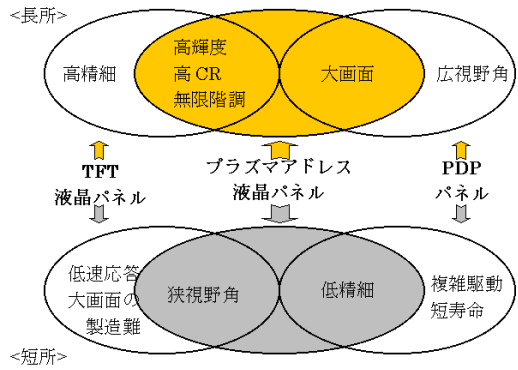 <長所>
高精細
高輝度
高CR
無限階調
大画面
広視野角
TFT
液晶パネル
プラズマアドレス
液晶パネル
PDP
パネル
低速応答
大画面の
製造難
狭視野角
低精細
複雑駆動
短寿命
<短所>